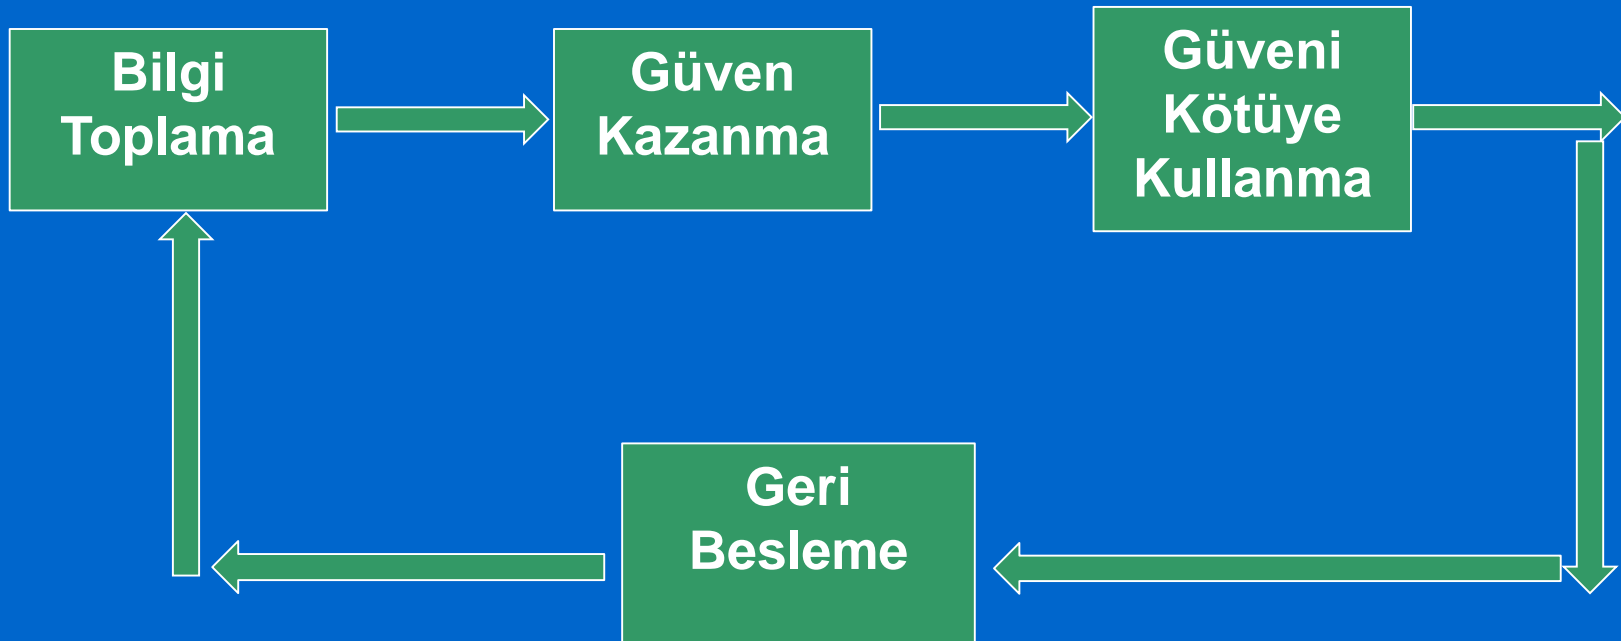 Bilgi
Toplama
Güven
Kazanma
Güveni
Kötüye
Kullanma
Geri
Besleme